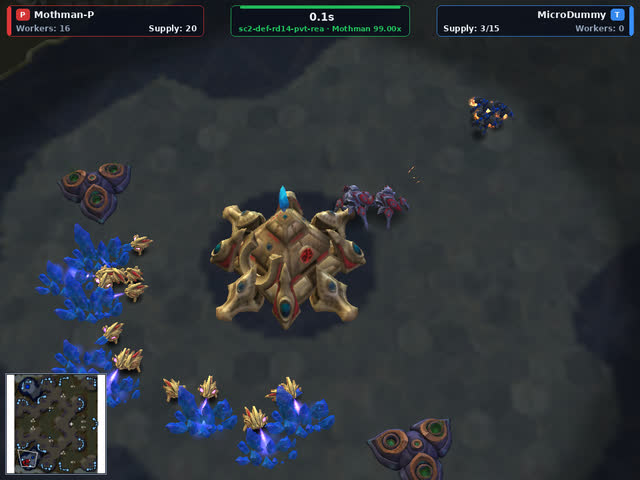 P Mothman-P
Workers: 16 Supply: 20
0.1s
sc2-def-rd14-pvt-rea · Mothman 99.00x
MicroDummy T
Supply: 3/15 Workers: 0